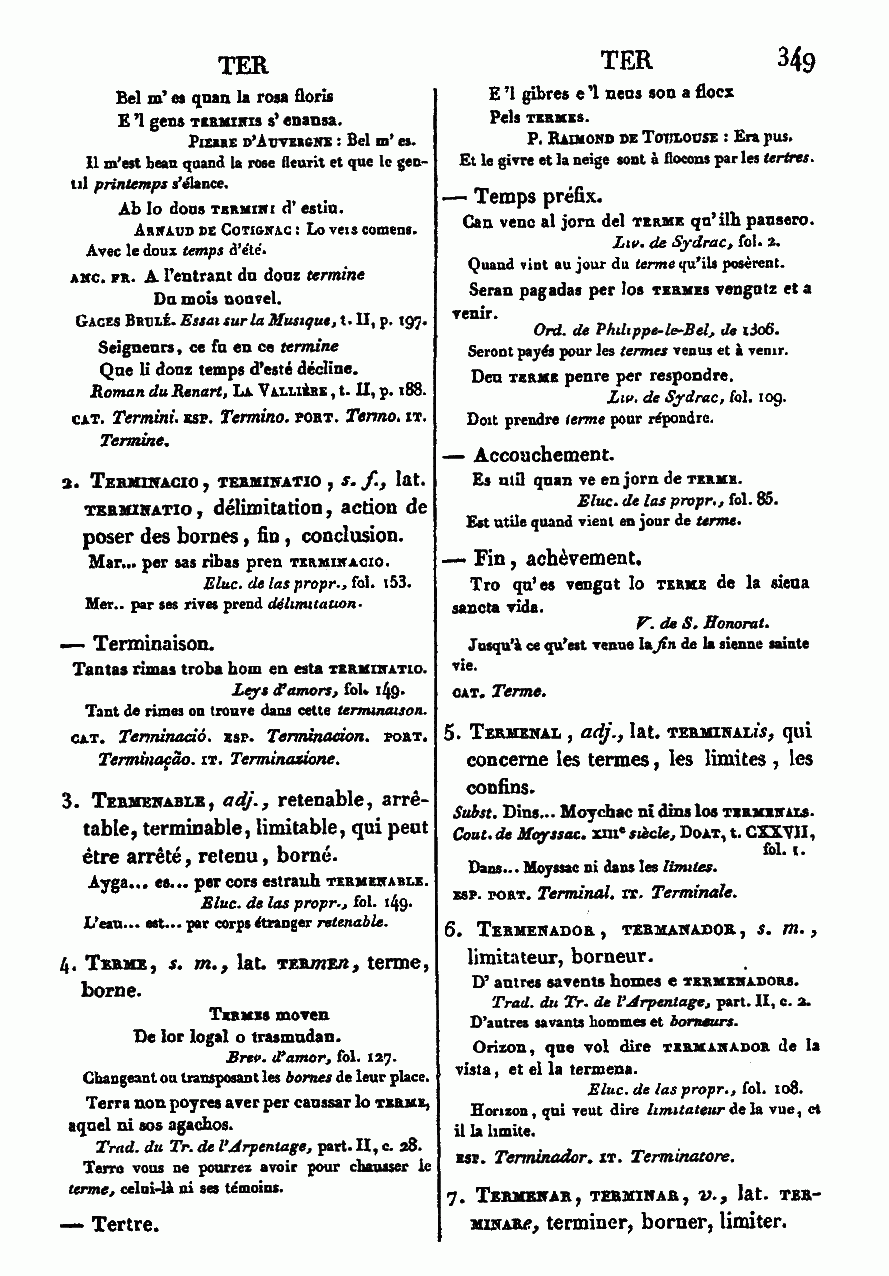 TER
Bel m' es quan la rosa floris
E 'l gens TERMINIS s' enansa.
PIERRE D'AUVERGNE : Bel m' es.
Il m'est beau quand la rose fleurit et que le gen-
til printemps s'élance.
Ab lo dous TERMINI d' estiu.
ARNAUD DE COTIGNAC : Lo veis comens.
Avec le doux temps d'été.
ANC. FR. A l'entrant du douz termine
Du mois nouvel.
GACES BRULÉ. Essai sur la Musique, t. II, p. 197.
Seigneurs, ce fu en ce termine
Que li douz temps d'esté décline.
Roman du Renart, LA VALLIÈRE, t. II, p. 188.
CAT. Termini. ESP. Termino. PORT. Termo. IT.
Termine.
2. TERMINACIO, TERMINATIO, s. f., lat.
TERMINATIO, délimitation, action de
poser des bornes, fin, conclusion.
Mar... per sas ribas pren TERMINACIO.
Eluc. de las propr., fol. 153.
Mer.. par ses rives prend délimitation.
— Terminaison.
Tantas rimas troba hom en esta TERMINATIO.
Leys d'amors, fol. 149.
Tant de rimes on trouve dans cette terminaison.
CAT. Terminació. ESP. Terminacion. PORT.
Terminação. IT. Terminazione.
3. TERMENABLE, adj., retenable, arrê-
table, terminable, limitable, qui peut
être arrêté, retenu, borné.
Ayga... es... per cors estranh TERMENABLE.
Eluc. de las propr., fol. 149.
L'eau... est... par corps étranger retenable.
4. TERME, s. m., lat. TERMEN, terme,
borne.
TERMES moven
De lor logal o trasmudan.
Brev. d'amor, fol. 127.
Changeant ou transposant les bornes de leur place.
Terra non poyres aver per caussar lo TERME,
aquel ni sos agachos.
Trad. du Tr. de l'Arpentage, part. II, c. 28.
Terre vous ne pourrez avoir pour chausser le
terme, celui-là ni ses témoins.
— Tertre.
TER 349
E 'l gibres e 'l neus son a flocx
Pels TERMES.
P. RAIMOND DE TOULOUSE : Era pus.
Et le givre et la neige sont à flocons par les tertres.
— Temps préfix.
Can venc al jorn del TERME qu'ilh pausero.
Liv. de Sydrac, fol. 2.
Quand vint au jour du terme qu'ils posèrent.
Seran pagadas per los TERMES vengutz et a
venir.
Ord. de Philippe-le-Bel, de 1306.
Seront payés pour les termes venus et à venir.
Deu TERME penre per respondre.
Liv. de Sydrac, fol. 109.
Doit prendre terme pour répondre.
— Accouchement.
Es util quan ve en jorn de TERME.
Eluc. de las propr., fol. 85.
Est utile quand vient en jour de terme.
— Fin, achèvement.
Tro qu'es vengut lo TERME de la siena
sancta vida.
V. de S. Honorat.
Jusqu'à ce qu'est venue la fin de la sienne sainte
vie.
CAT. Terme.
5. TERMENAL, adj., lat. TERMINALis, qui
concerne les termes, les limites, les
confins.
Subst. Dins... Moychac ni dins los TERMENALS.
Cout. de Moyssac. XIIIe siècle, DOAT, t. CXXVII,
fol. 1.
Dans... Moyssac ni dans les limites.
ESP. PORT. Terminal. IT. Terminale.
6. TERMENADOR, TERMANADOR, s. m.,
limitateur, borneur.
D' autres savents homes e TERMENADORS.
Trad. du Tr. de l'Arpentage, part. II, c. 2.
D'autres savants hommes et borneurs.
Orizon, que vol dire TERMANADOR de la
vista, et el la termena.
Eluc. de las propr., fol. 108.
Horizon, qui veut dire limitateur de la vue, et
il la limite.
ESP. Terminador. IT. Terminatore.
7. TERMENAR, TERMINAR, v., lat. TER-
MINARe, terminer, borner, limiter.